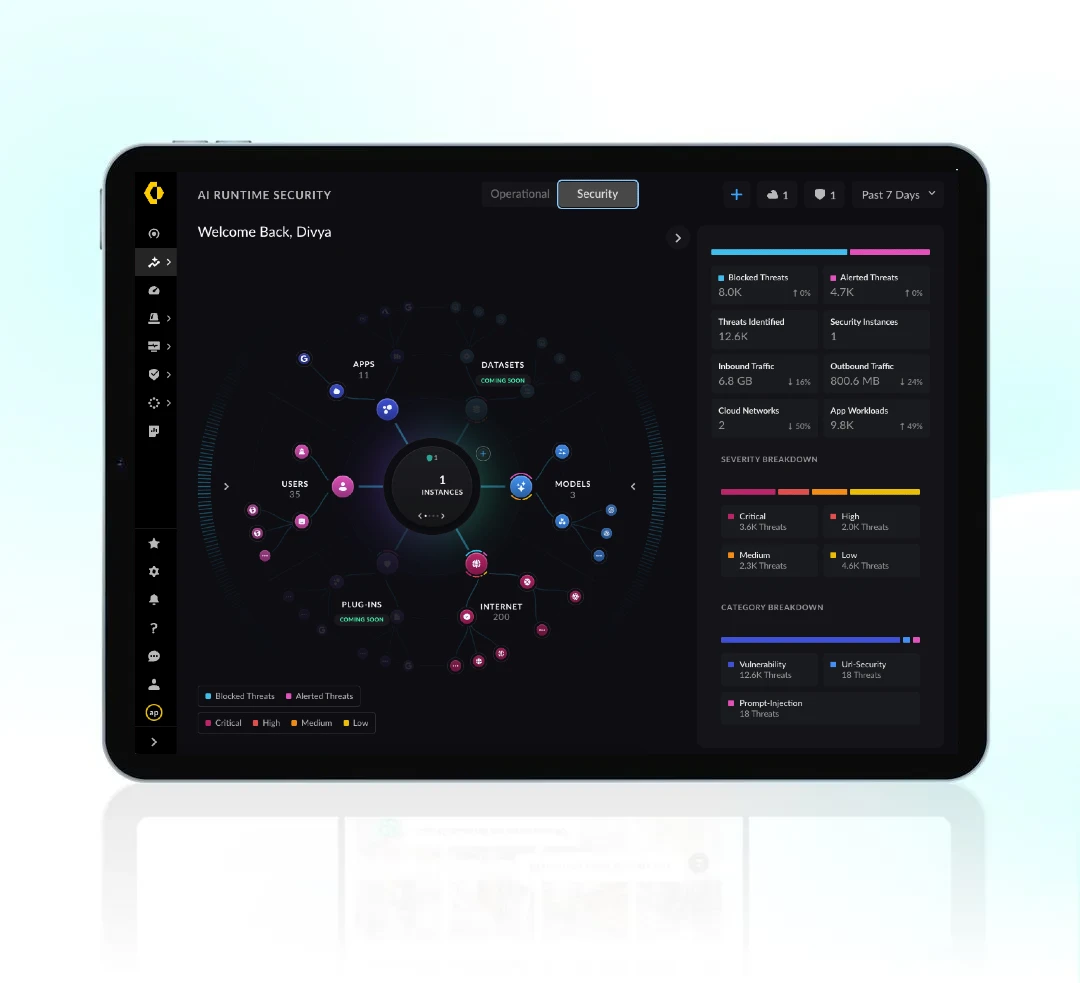 AI RUNTIME SECURITY
Operational
Security
1
1
Past 7 Days
Welcome Back, Divya
APPS
11
DATASETS
COMING SOON
USERS
35
1
1
INSTANCES
MODELS
3
PLUG-INS
COMING SOON
INTERNET
200
Blocked Threats
Alerted Threats
Critical
High
Medium
Low
?
ap
Blocked Threats
8.0K
↑ 0%
Alerted Threats
4.7K
↑ 0%
Threats Identified
12.6K
Security Instances
1
Inbound Traffic
6.8 GB
↓ 16%
Outbound Traffic
800.6 MB
↓ 24%
Cloud Networks
2
↓ 50%
App Workloads
9.8K
↑ 49%
SEVERITY BREAKDOWN
Critical
3.6K Threats
High
2.0K Threats
Medium
2.3K Threats
Low
4.6K Threats
CATEGORY BREAKDOWN
Vulnerability
12.6K Threats
Url-Security
18 Threats
Prompt-Injection
18 Threats